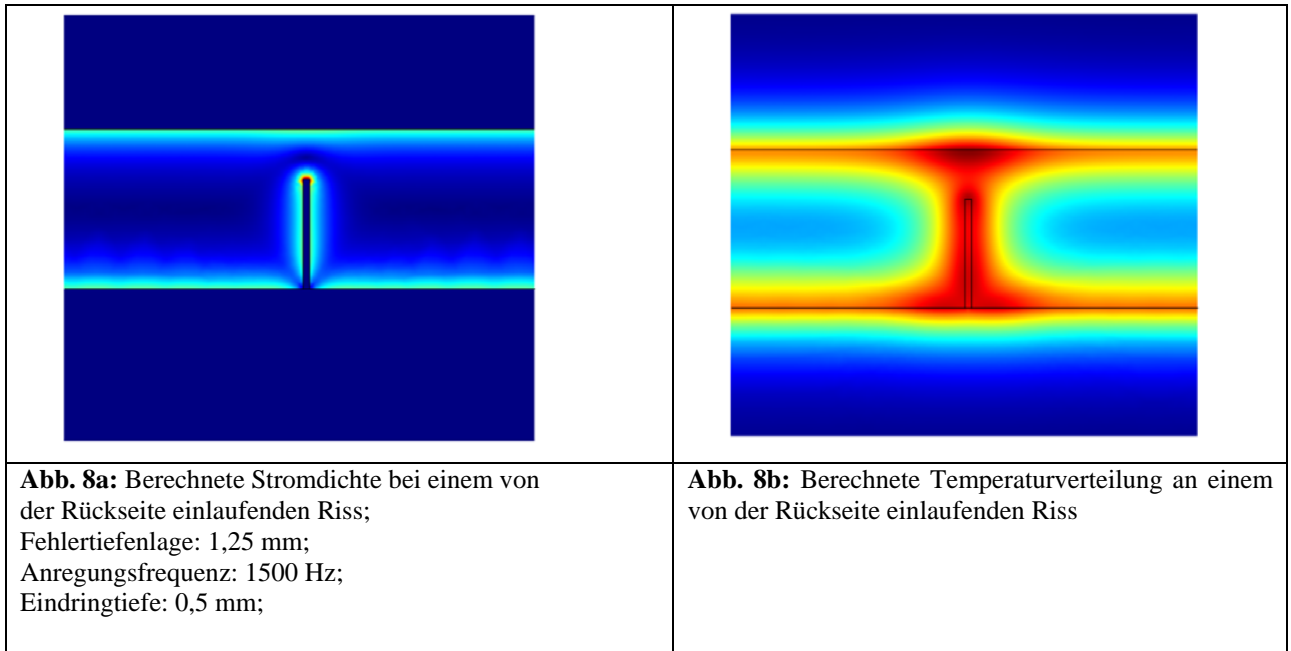 Abb. 8a: Berechnete Stromdichte bei einem von
der Rückseite einlaufenden Riss;
Fehlertiefenlage: 1,25 mm;
Anregungsfrequenz: 1500 Hz;
Eindringtiefe: 0,5 mm;
Abb. 8b: Berechnete Temperaturverteilung an einem
von der Rückseite einlaufenden Riss